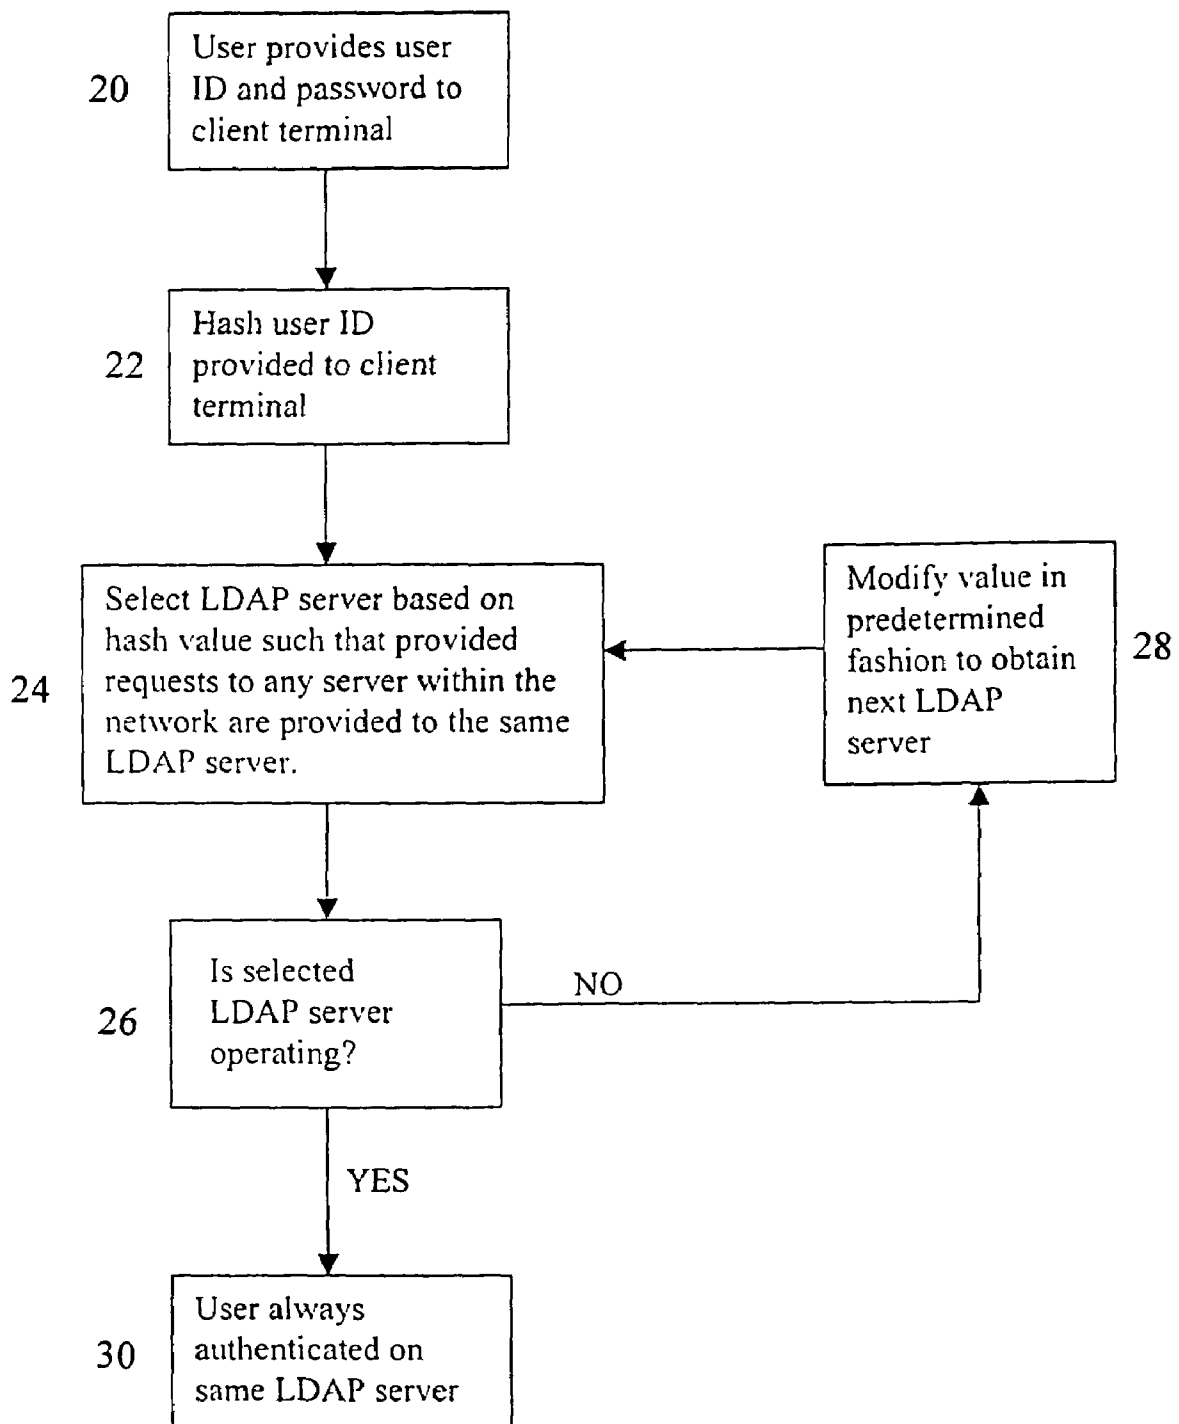 20
User provides user
ID and password to
client terminal
22
Hash user ID
provided to client
terminal
24
Select LDAP server based on
hash value such that provided
requests to any server within the
network are provided to the same
LDAP server.
Modify value in
predetermined
fashion to obtain
next LDAP
server
28
26
Is selected
LDAP server
operating?
NO
YES
30
User always
authenticated on
same LDAP server